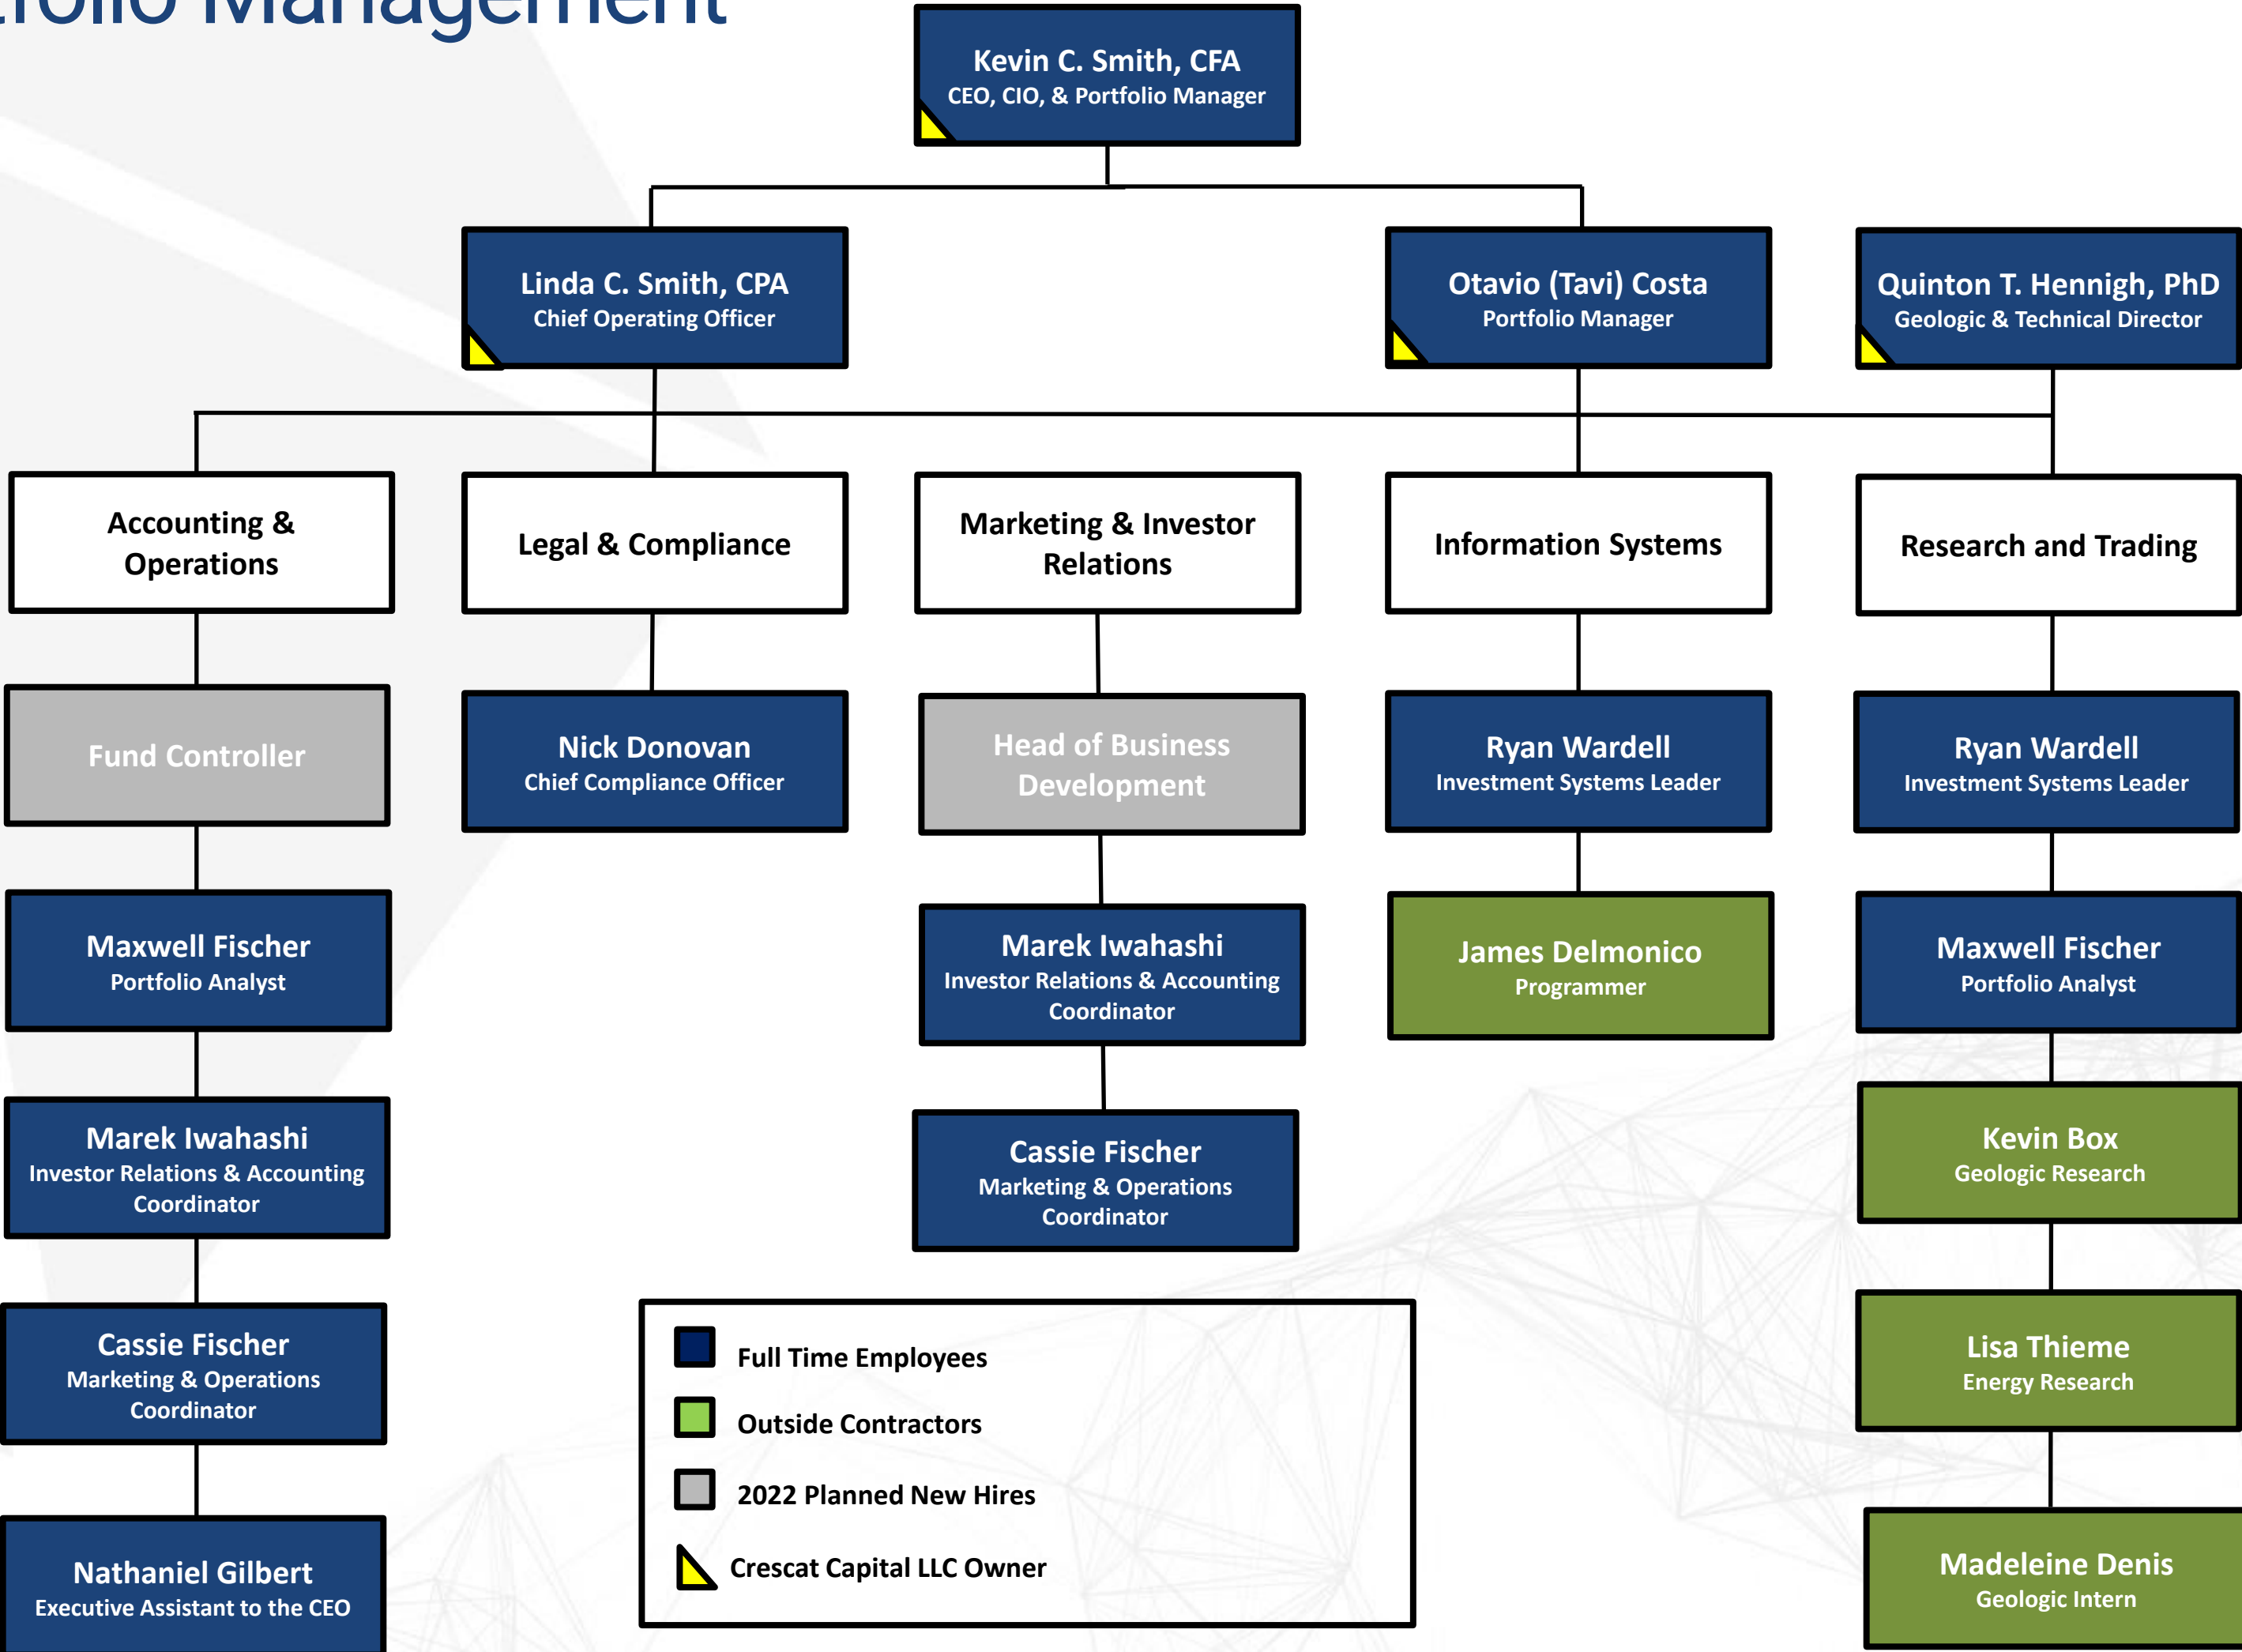 tfolio Management
Kevin C. Smith, CFA
CEO, CIO, & Portfolio Manager
Linda C. Smith, CPA
Chief Operating Officer
Otavio (Tavi) Costa
Portfolio Manager
Quinton T. Hennigh, PhD
Geologic & Technical Director
Accounting &
Operations
Legal & Compliance
Marketing & Investor
Relations
Information Systems
Research and Trading
Fund Controller
Nick Donovan
Chief Compliance Officer
Head of Business
Development
Ryan Wardell
Investment Systems Leader
Ryan Wardell
Investment Systems Leader
Maxwell Fischer
Portfolio Analyst
Marek Iwahashi
Investor Relations & Accounting
Coordinator
James Delmonico
Programmer
Maxwell Fischer
Portfolio Analyst
Marek Iwahashi
Investor Relations & Accounting
Coordinator
Cassie Fischer
Marketing & Operations
Coordinator
Kevin Box
Geologic Research
Cassie Fischer
Marketing & Operations
Coordinator
Lisa Thieme
Energy Research
Nathaniel Gilbert
Executive Assistant to the CEO
Madeleine Denis
Geologic Intern
Full Time Employees
Outside Contractors
2022 Planned New Hires
Crescat Capital LLC Owner